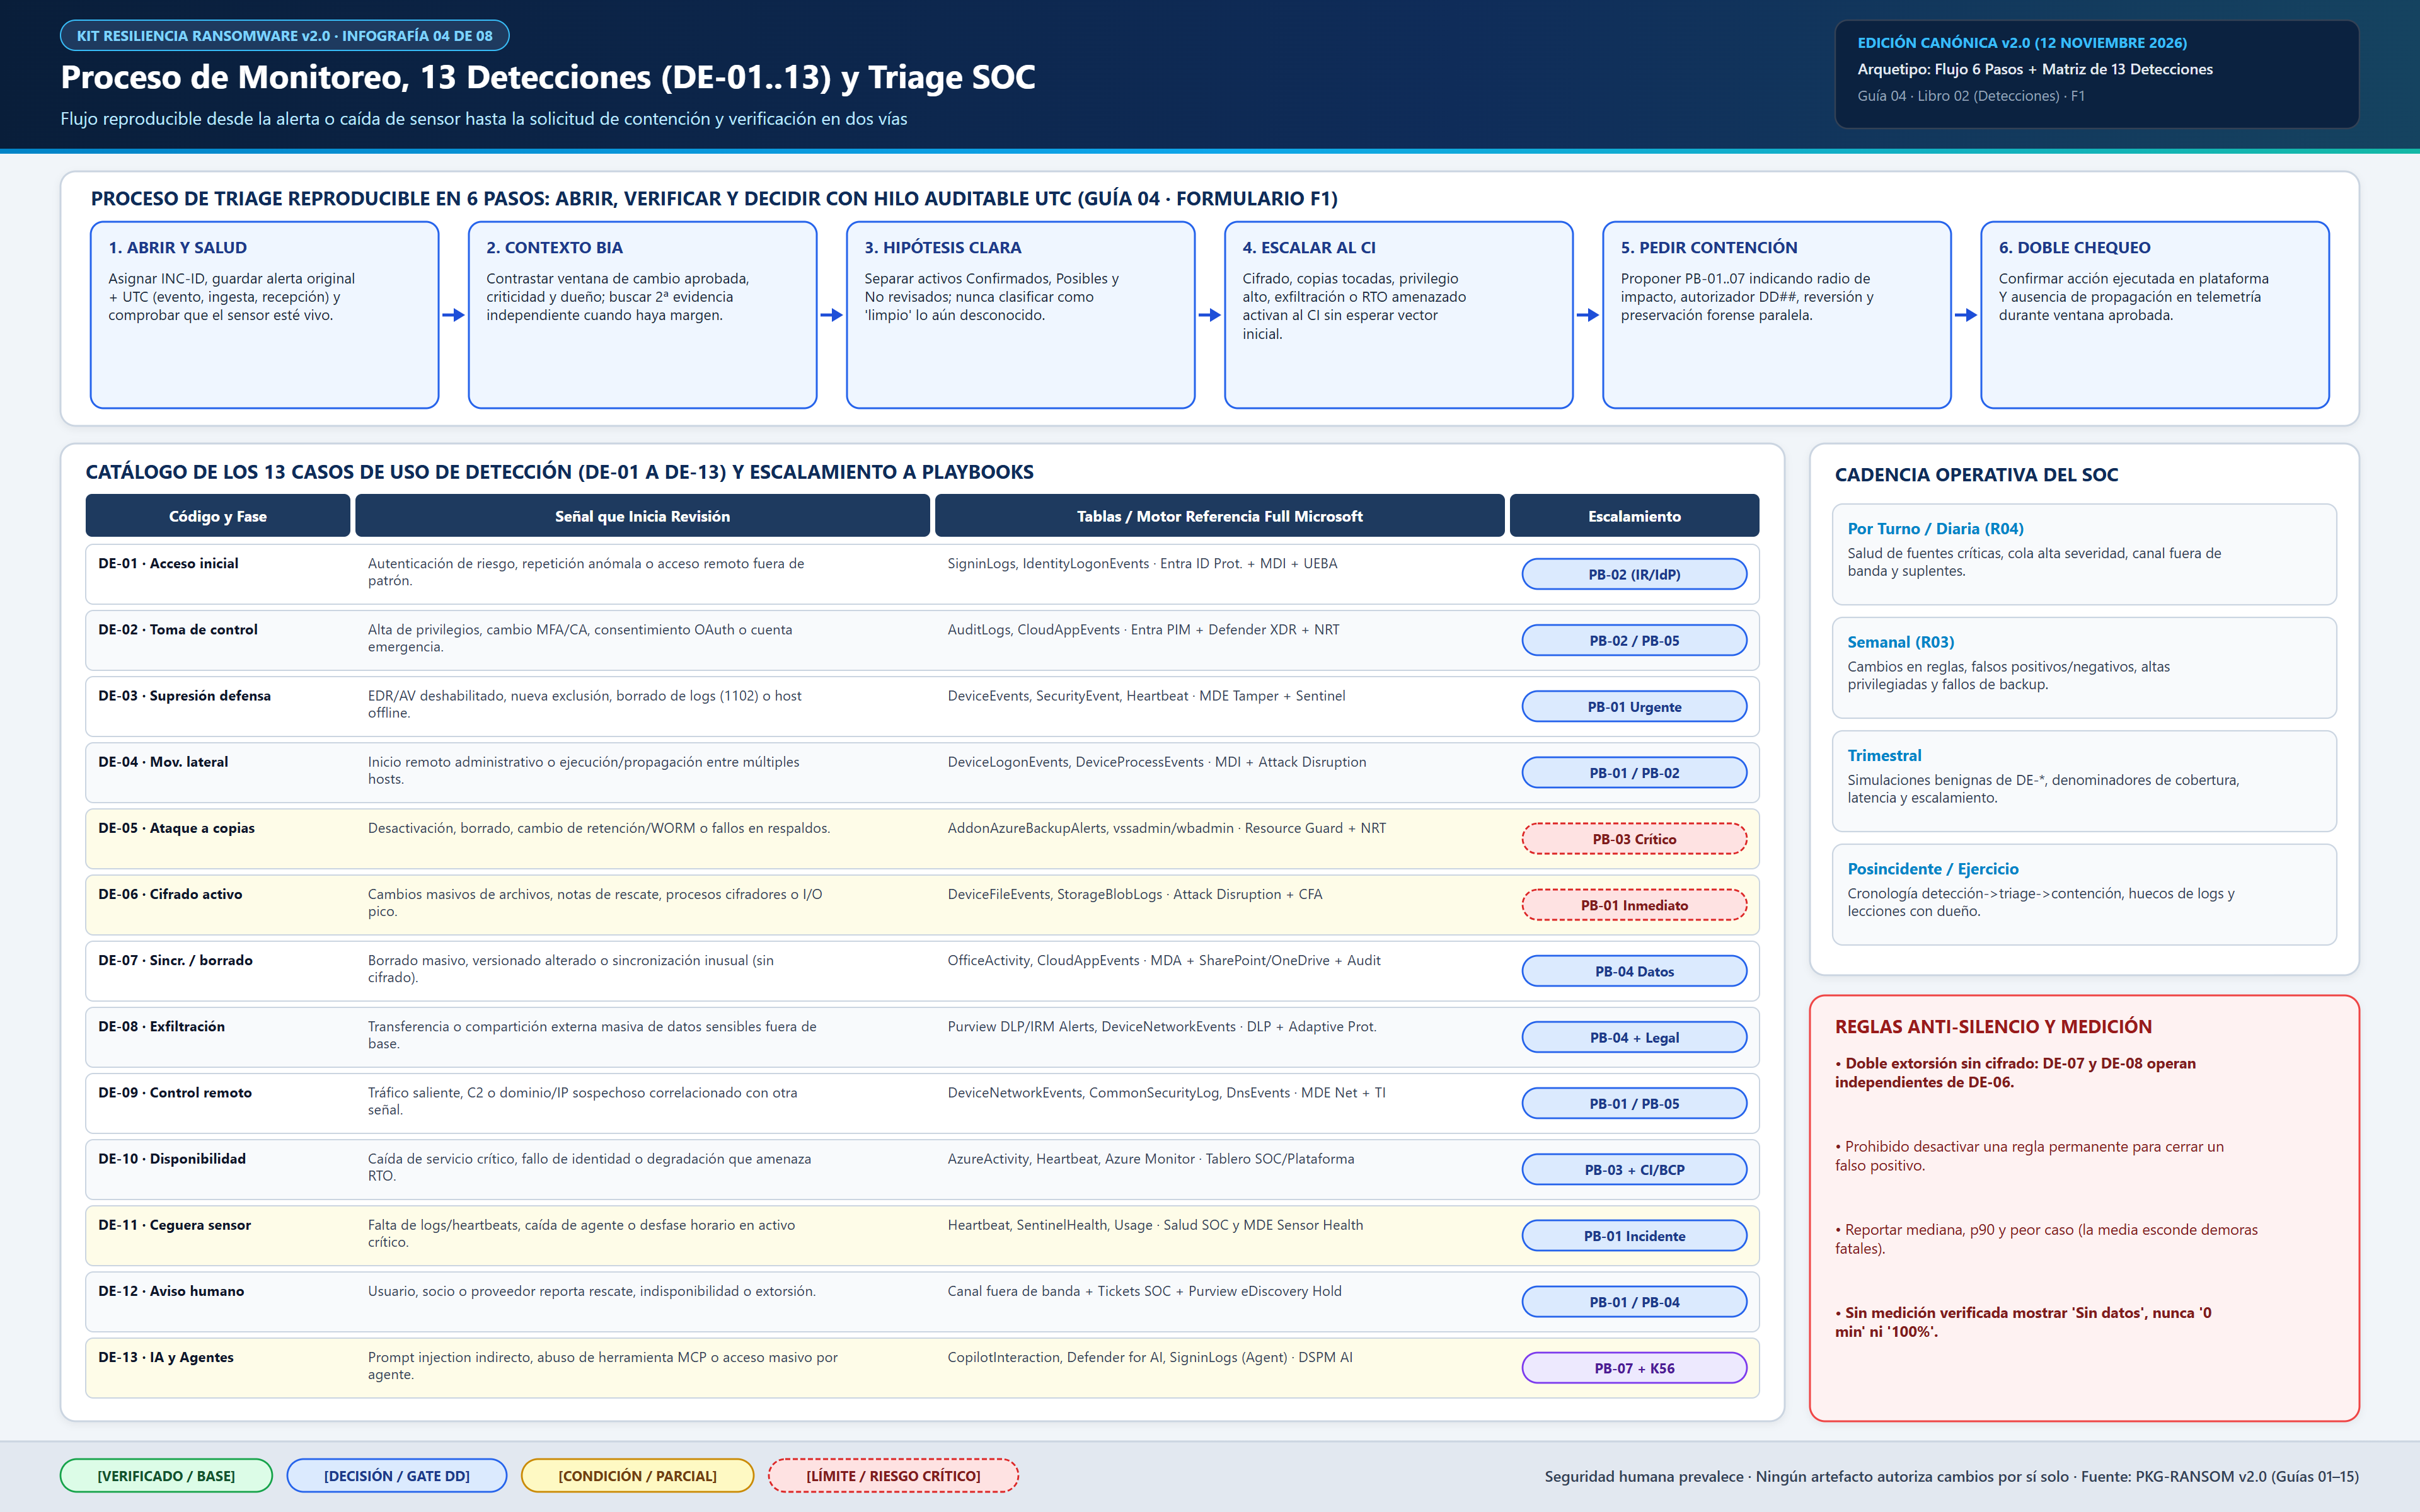 KIT RESILIENCIA RANSOMWARE v2.0 · INFOGRAFÍA 04 DE 08
Proceso de Monitoreo, 13 Detecciones (DE-01..13) y Triage SOC
Flujo reproducible desde la alerta o caída de sensor hasta la solicitud de contención y verificación en dos vías
EDICIÓN CANÓNICA v2.0 (12 NOVIEMBRE 2026)
Arquetipo: Flujo 6 Pasos + Matriz de 13 Detecciones
Guía 04 · Libro 02 (Detecciones) · F1
PROCESO DE TRIAGE REPRODUCIBLE EN 6 PASOS: ABRIR, VERIFICAR Y DECIDIR CON HILO AUDITABLE UTC (GUÍA 04 · FORMULARIO F1)
1. ABRIR Y SALUD
Asignar INC-ID, guardar alerta original
+ UTC (evento, ingesta, recepción) y
comprobar que el sensor esté vivo.
2. CONTEXTO BIA
Contrastar ventana de cambio aprobada,
criticidad y dueño; buscar 2ª evidencia
independiente cuando haya margen.
3. HIPÓTESIS CLARA
Separar activos Confirmados, Posibles y
No revisados; nunca clasificar como
'limpio' lo aún desconocido.
4. ESCALAR AL CI
Cifrado, copias tocadas, privilegio
alto, exfiltración o RTO amenazado
activan al CI sin esperar vector
inicial.
5. PEDIR CONTENCIÓN
Proponer PB-01..07 indicando radio de
impacto, autorizador DD##, reversión y
preservación forense paralela.
6. DOBLE CHEQUEO
Confirmar acción ejecutada en plataforma
Y ausencia de propagación en telemetría
durante ventana aprobada.
CATÁLOGO DE LOS 13 CASOS DE USO DE DETECCIÓN (DE-01 A DE-13) Y ESCALAMIENTO A PLAYBOOKS
Código y Fase
Señal que Inicia Revisión
Tablas / Motor Referencia Full Microsoft
Escalamiento
DE-01 · Acceso inicial
Autenticación de riesgo, repetición anómala o acceso remoto fuera de
patrón.
SigninLogs, IdentityLogonEvents · Entra ID Prot. + MDI + UEBA
PB-02 (IR/IdP)
DE-02 · Toma de control
Alta de privilegios, cambio MFA/CA, consentimiento OAuth o cuenta
emergencia.
AuditLogs, CloudAppEvents · Entra PIM + Defender XDR + NRT
PB-02 / PB-05
DE-03 · Supresión defensa
EDR/AV deshabilitado, nueva exclusión, borrado de logs (1102) o host
offline.
DeviceEvents, SecurityEvent, Heartbeat · MDE Tamper + Sentinel
PB-01 Urgente
DE-04 · Mov. lateral
Inicio remoto administrativo o ejecución/propagación entre múltiples
hosts.
DeviceLogonEvents, DeviceProcessEvents · MDI + Attack Disruption
PB-01 / PB-02
DE-05 · Ataque a copias
Desactivación, borrado, cambio de retención/WORM o fallos en respaldos.
AddonAzureBackupAlerts, vssadmin/wbadmin · Resource Guard + NRT
PB-03 Crítico
DE-06 · Cifrado activo
Cambios masivos de archivos, notas de rescate, procesos cifradores o I/O
pico.
DeviceFileEvents, StorageBlobLogs · Attack Disruption + CFA
PB-01 Inmediato
DE-07 · Sincr. / borrado
Borrado masivo, versionado alterado o sincronización inusual (sin
cifrado).
OfficeActivity, CloudAppEvents · MDA + SharePoint/OneDrive + Audit
PB-04 Datos
DE-08 · Exfiltración
Transferencia o compartición externa masiva de datos sensibles fuera de
base.
Purview DLP/IRM Alerts, DeviceNetworkEvents · DLP + Adaptive Prot.
PB-04 + Legal
DE-09 · Control remoto
Tráfico saliente, C2 o dominio/IP sospechoso correlacionado con otra
señal.
DeviceNetworkEvents, CommonSecurityLog, DnsEvents · MDE Net + TI
PB-01 / PB-05
DE-10 · Disponibilidad
Caída de servicio crítico, fallo de identidad o degradación que amenaza
RTO.
AzureActivity, Heartbeat, Azure Monitor · Tablero SOC/Plataforma
PB-03 + CI/BCP
DE-11 · Ceguera sensor
Falta de logs/heartbeats, caída de agente o desfase horario en activo
crítico.
Heartbeat, SentinelHealth, Usage · Salud SOC y MDE Sensor Health
PB-01 Incidente
DE-12 · Aviso humano
Usuario, socio o proveedor reporta rescate, indisponibilidad o extorsión.
Canal fuera de banda + Tickets SOC + Purview eDiscovery Hold
PB-01 / PB-04
DE-13 · IA y Agentes
Prompt injection indirecto, abuso de herramienta MCP o acceso masivo por
agente.
CopilotInteraction, Defender for AI, SigninLogs (Agent) · DSPM AI
PB-07 + K56
CADENCIA OPERATIVA DEL SOC
Por Turno / Diaria (R04)
Salud de fuentes críticas, cola alta severidad, canal fuera de
banda y suplentes.
Semanal (R03)
Cambios en reglas, falsos positivos/negativos, altas
privilegiadas y fallos de backup.
Trimestral
Simulaciones benignas de DE-*, denominadores de cobertura,
latencia y escalamiento.
Posincidente / Ejercicio
Cronología detección->triage->contención, huecos de logs y
lecciones con dueño.
REGLAS ANTI-SILENCIO Y MEDICIÓN
• Doble extorsión sin cifrado: DE-07 y DE-08 operan
independientes de DE-06.
• Prohibido desactivar una regla permanente para cerrar un
falso positivo.
• Reportar mediana, p90 y peor caso (la media esconde demoras
fatales).
• Sin medición verificada mostrar 'Sin datos', nunca '0
min' ni '100%'.
[VERIFICADO / BASE]
[DECISIÓN / GATE DD]
[CONDICIÓN / PARCIAL]
[LÍMITE / RIESGO CRÍTICO]
Seguridad humana prevalece · Ningún artefacto autoriza cambios por sí solo · Fuente: PKG-RANSOM v2.0 (Guías 01–15)